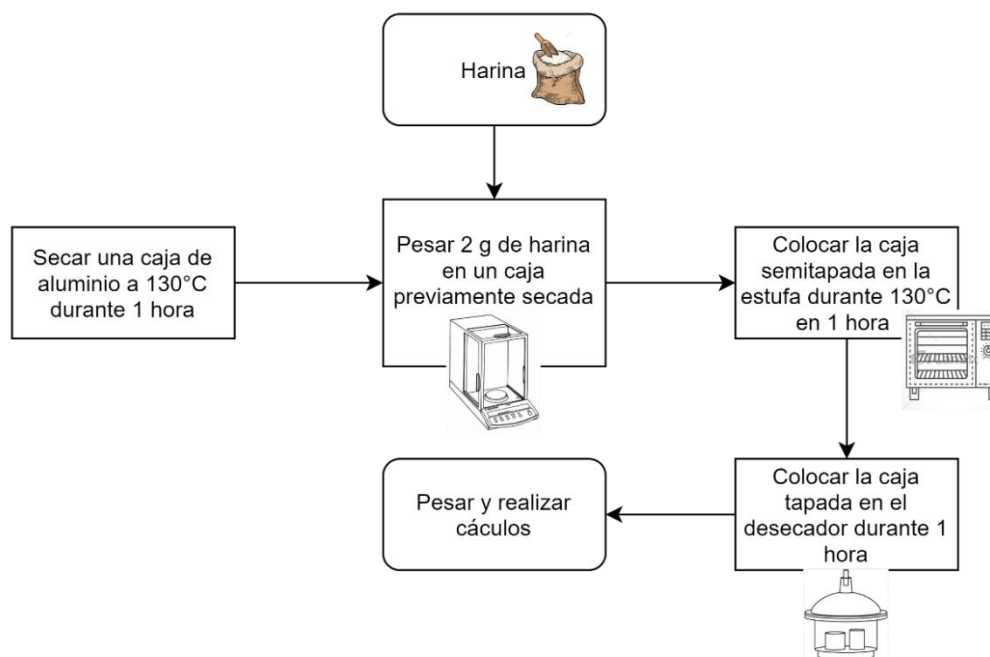 Harina
Secar una caja de
aluminio a 130°C
durante 1 hora
Pesar 2 g de harina
en un caja
previamente secada
Colocar la caja
semitapada en la
estufa durante 130°C
en 1 hora
Colocar la caja
tapada en el
desecador durante 1
hora
Pesar y realizar
cáculos